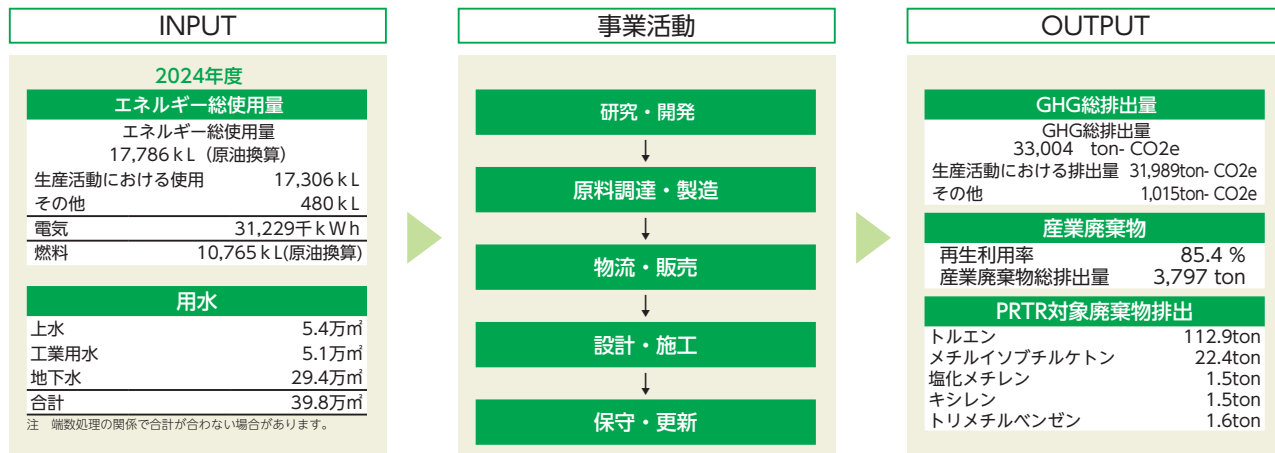 INPUT
2024年度
エネルギー総使用量
エネルギー総使用量
17,786kL（原油換算）
生産活動における使用 17,306kL
その他 480kL
電気 31,229千kWh
燃料 10,765kL(原油換算)
用水
上水 5.4万㎥
工業用水 5.1万㎥
地下水 29.4万㎥
合計 39.8万㎥
注 端数処理の関係で合計が合わない場合があります。
事業活動
研究・開発
↓
原料調達・製造
↓
物流・販売
↓
設計・施工
↓
保守・更新
OUTPUT
GHG総排出量
GHG総排出量
33,004 ton- CO2e
生産活動における排出量 31,989ton- CO2e
その他 1,015ton- CO2e
産業廃棄物
再生利用率 85.4 %
産業廃棄物総排出量 3,797 ton
PRTR対象廃棄物排出
トルエン 112.9ton
メチルイソブチルケトン 22.4ton
塩化メチレン 1.5ton
キシレン 1.5ton
トリメチルベンゼン 1.6ton